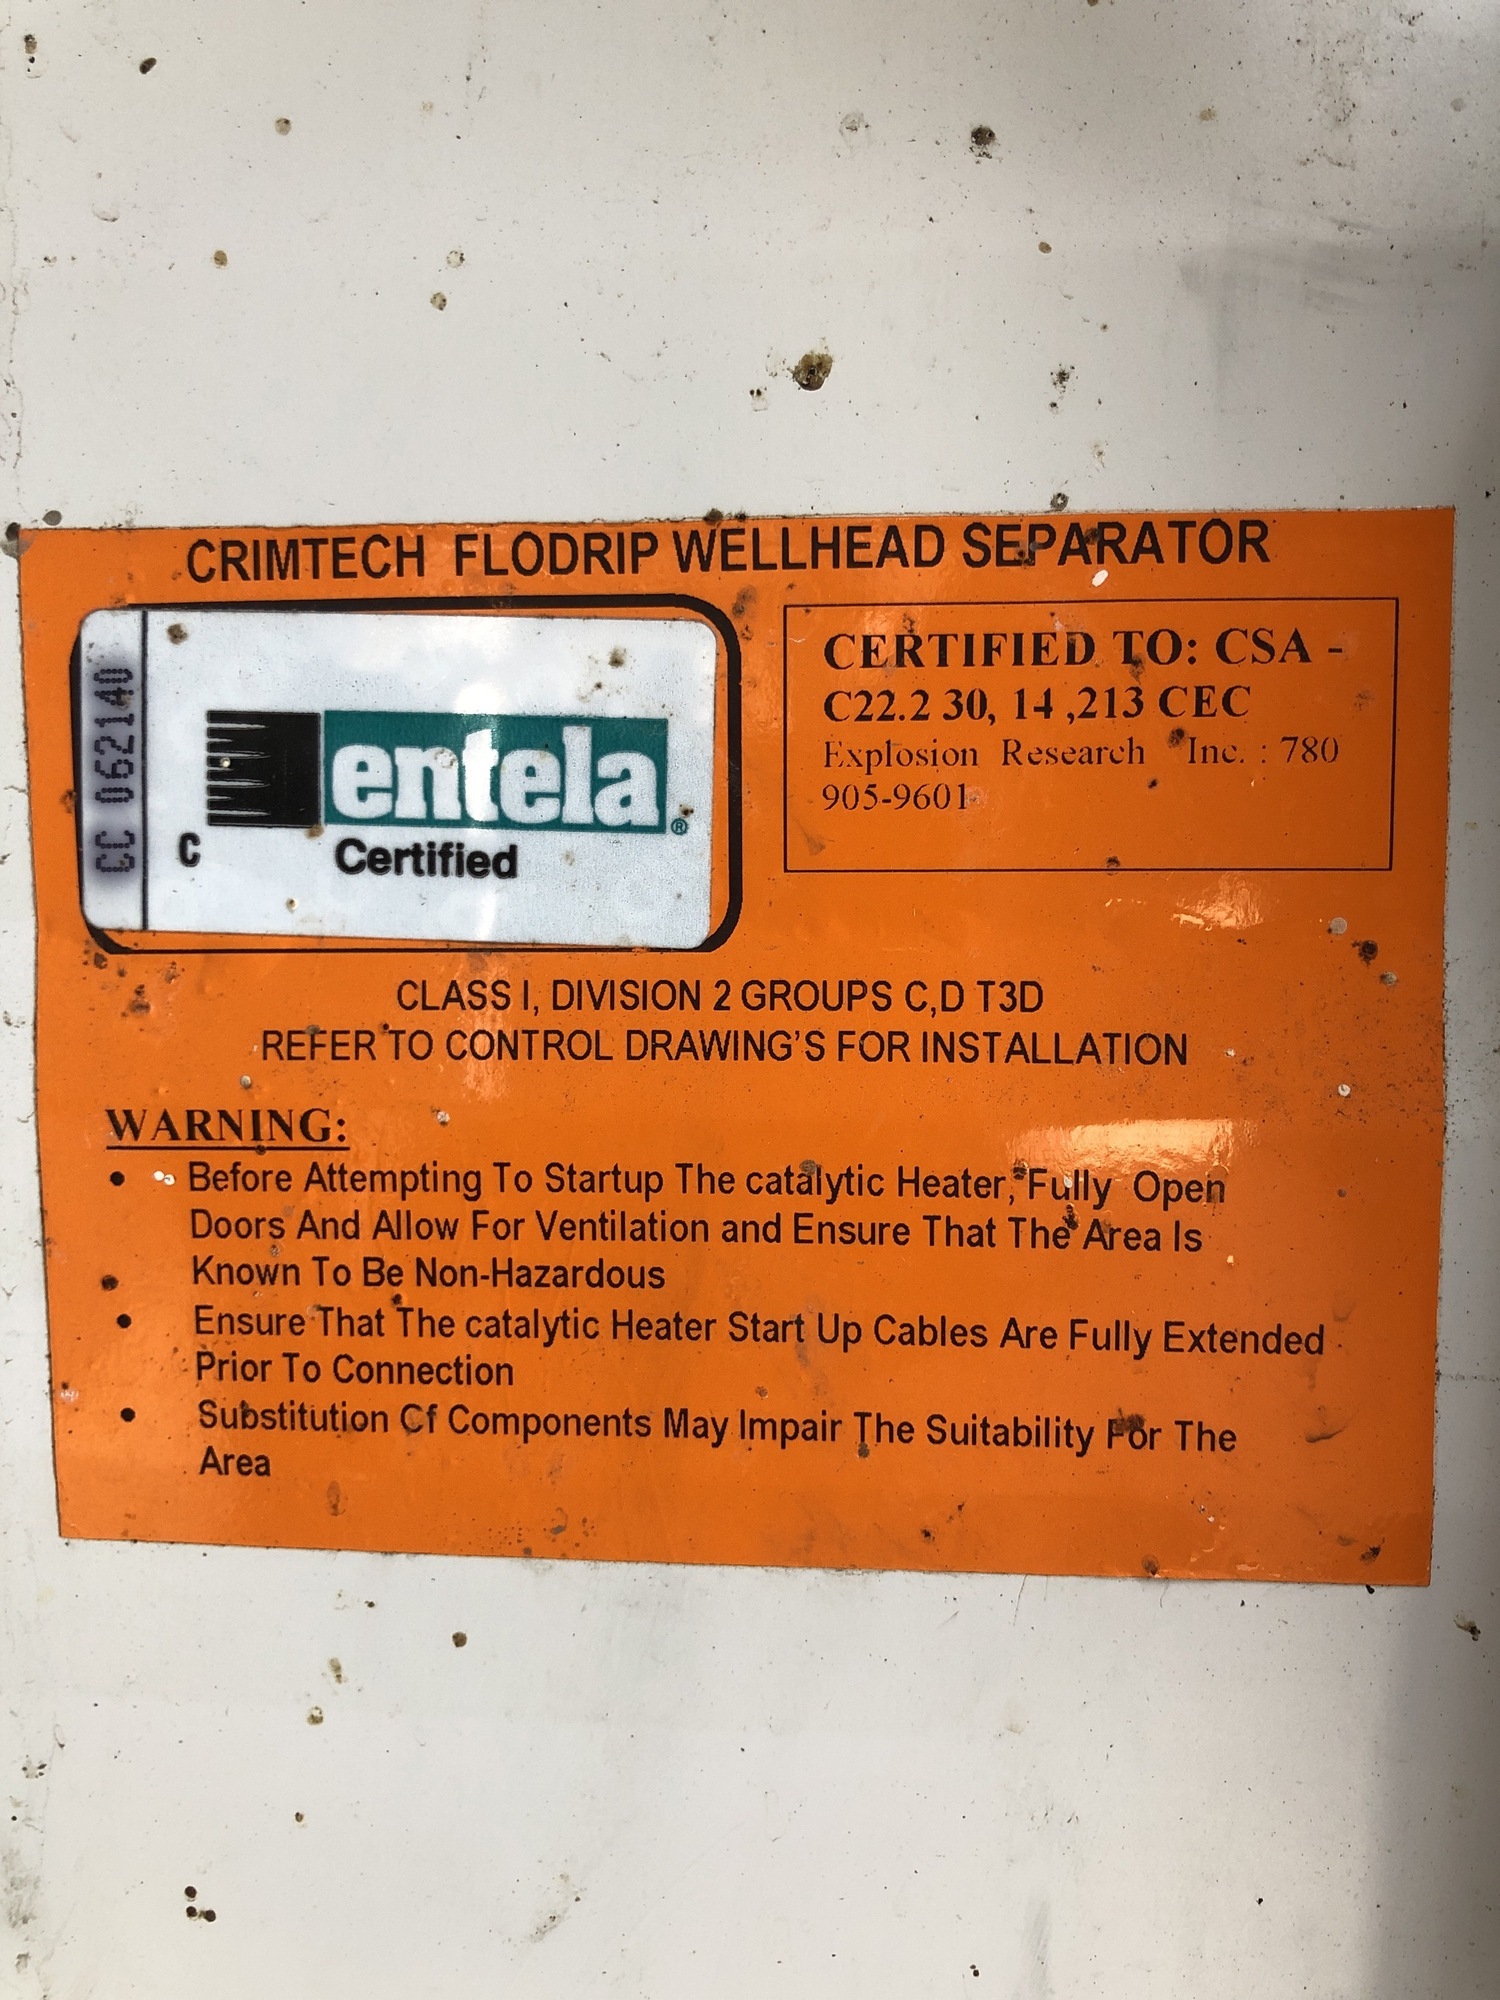 CRIMTECH FLODRIP WELLHEAD SEPARATOR
CC 062140
entela®
C
Certified
CERTIFIED TO: CSA -
C22.2 30, 14 ,213 CEC
Explosion Research Inc. : 780
905-9601
CLASS I, DIVISION 2 GROUPS C,D T3D
REFER TO CONTROL DRAWING'S FOR INSTALLATION
WARNING:
• Before Attempting To Startup The catalytic Heater, Fully Open
Doors And Allow For Ventilation and Ensure That The Area Is
Known To Be Non-Hazardous
• Ensure That The catalytic Heater Start Up Cables Are Fully Extended
Prior To Connection
• Substitution Of Components May Impair The Suitability For The
Area